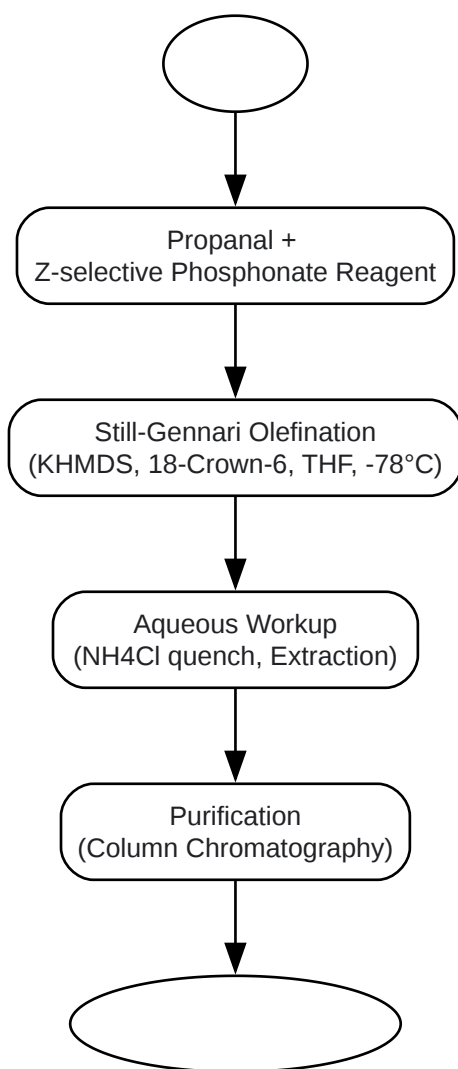 Propanal +
Z-selective Phosphonate Reagent
Still-Gennari Olefination
(KHMDS, 18-Crown-6, THF, -78°C)
Aqueous Workup
(NH4Cl quench, Extraction)
Purification
(Column Chromatography)